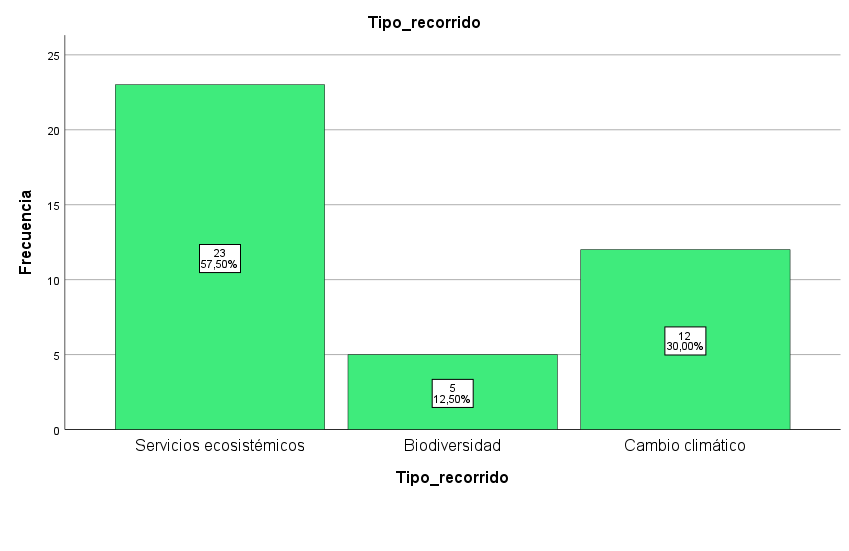 Tipo_recorrido
Frecuencia
25
20
15
10
5
0
23
57,50%
5
12,50%
12
30,00%
Servicios ecosistémicos
Biodiversidad
Cambio climático
Tipo_recorrido